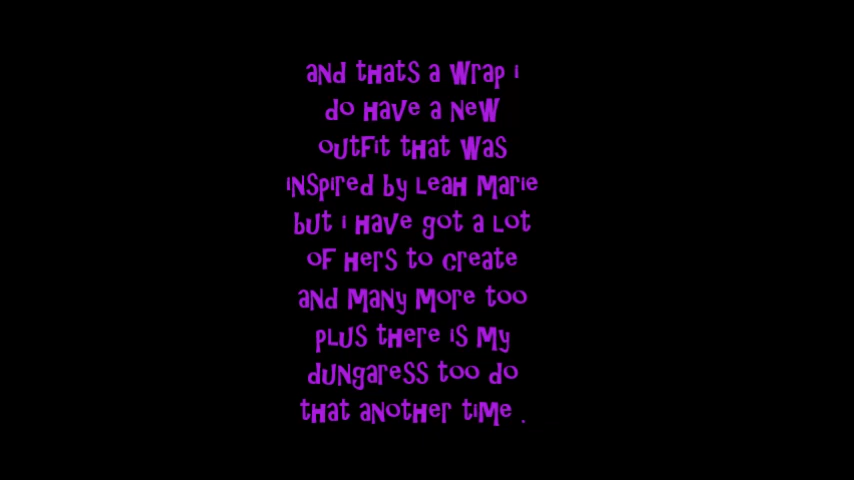 and thats a wrap i
do have a new
outfit that was
inspired by Leah Marie
but i have got a lot
of hers to create
and many more too
plus there is my
dungaress too do
that another time .